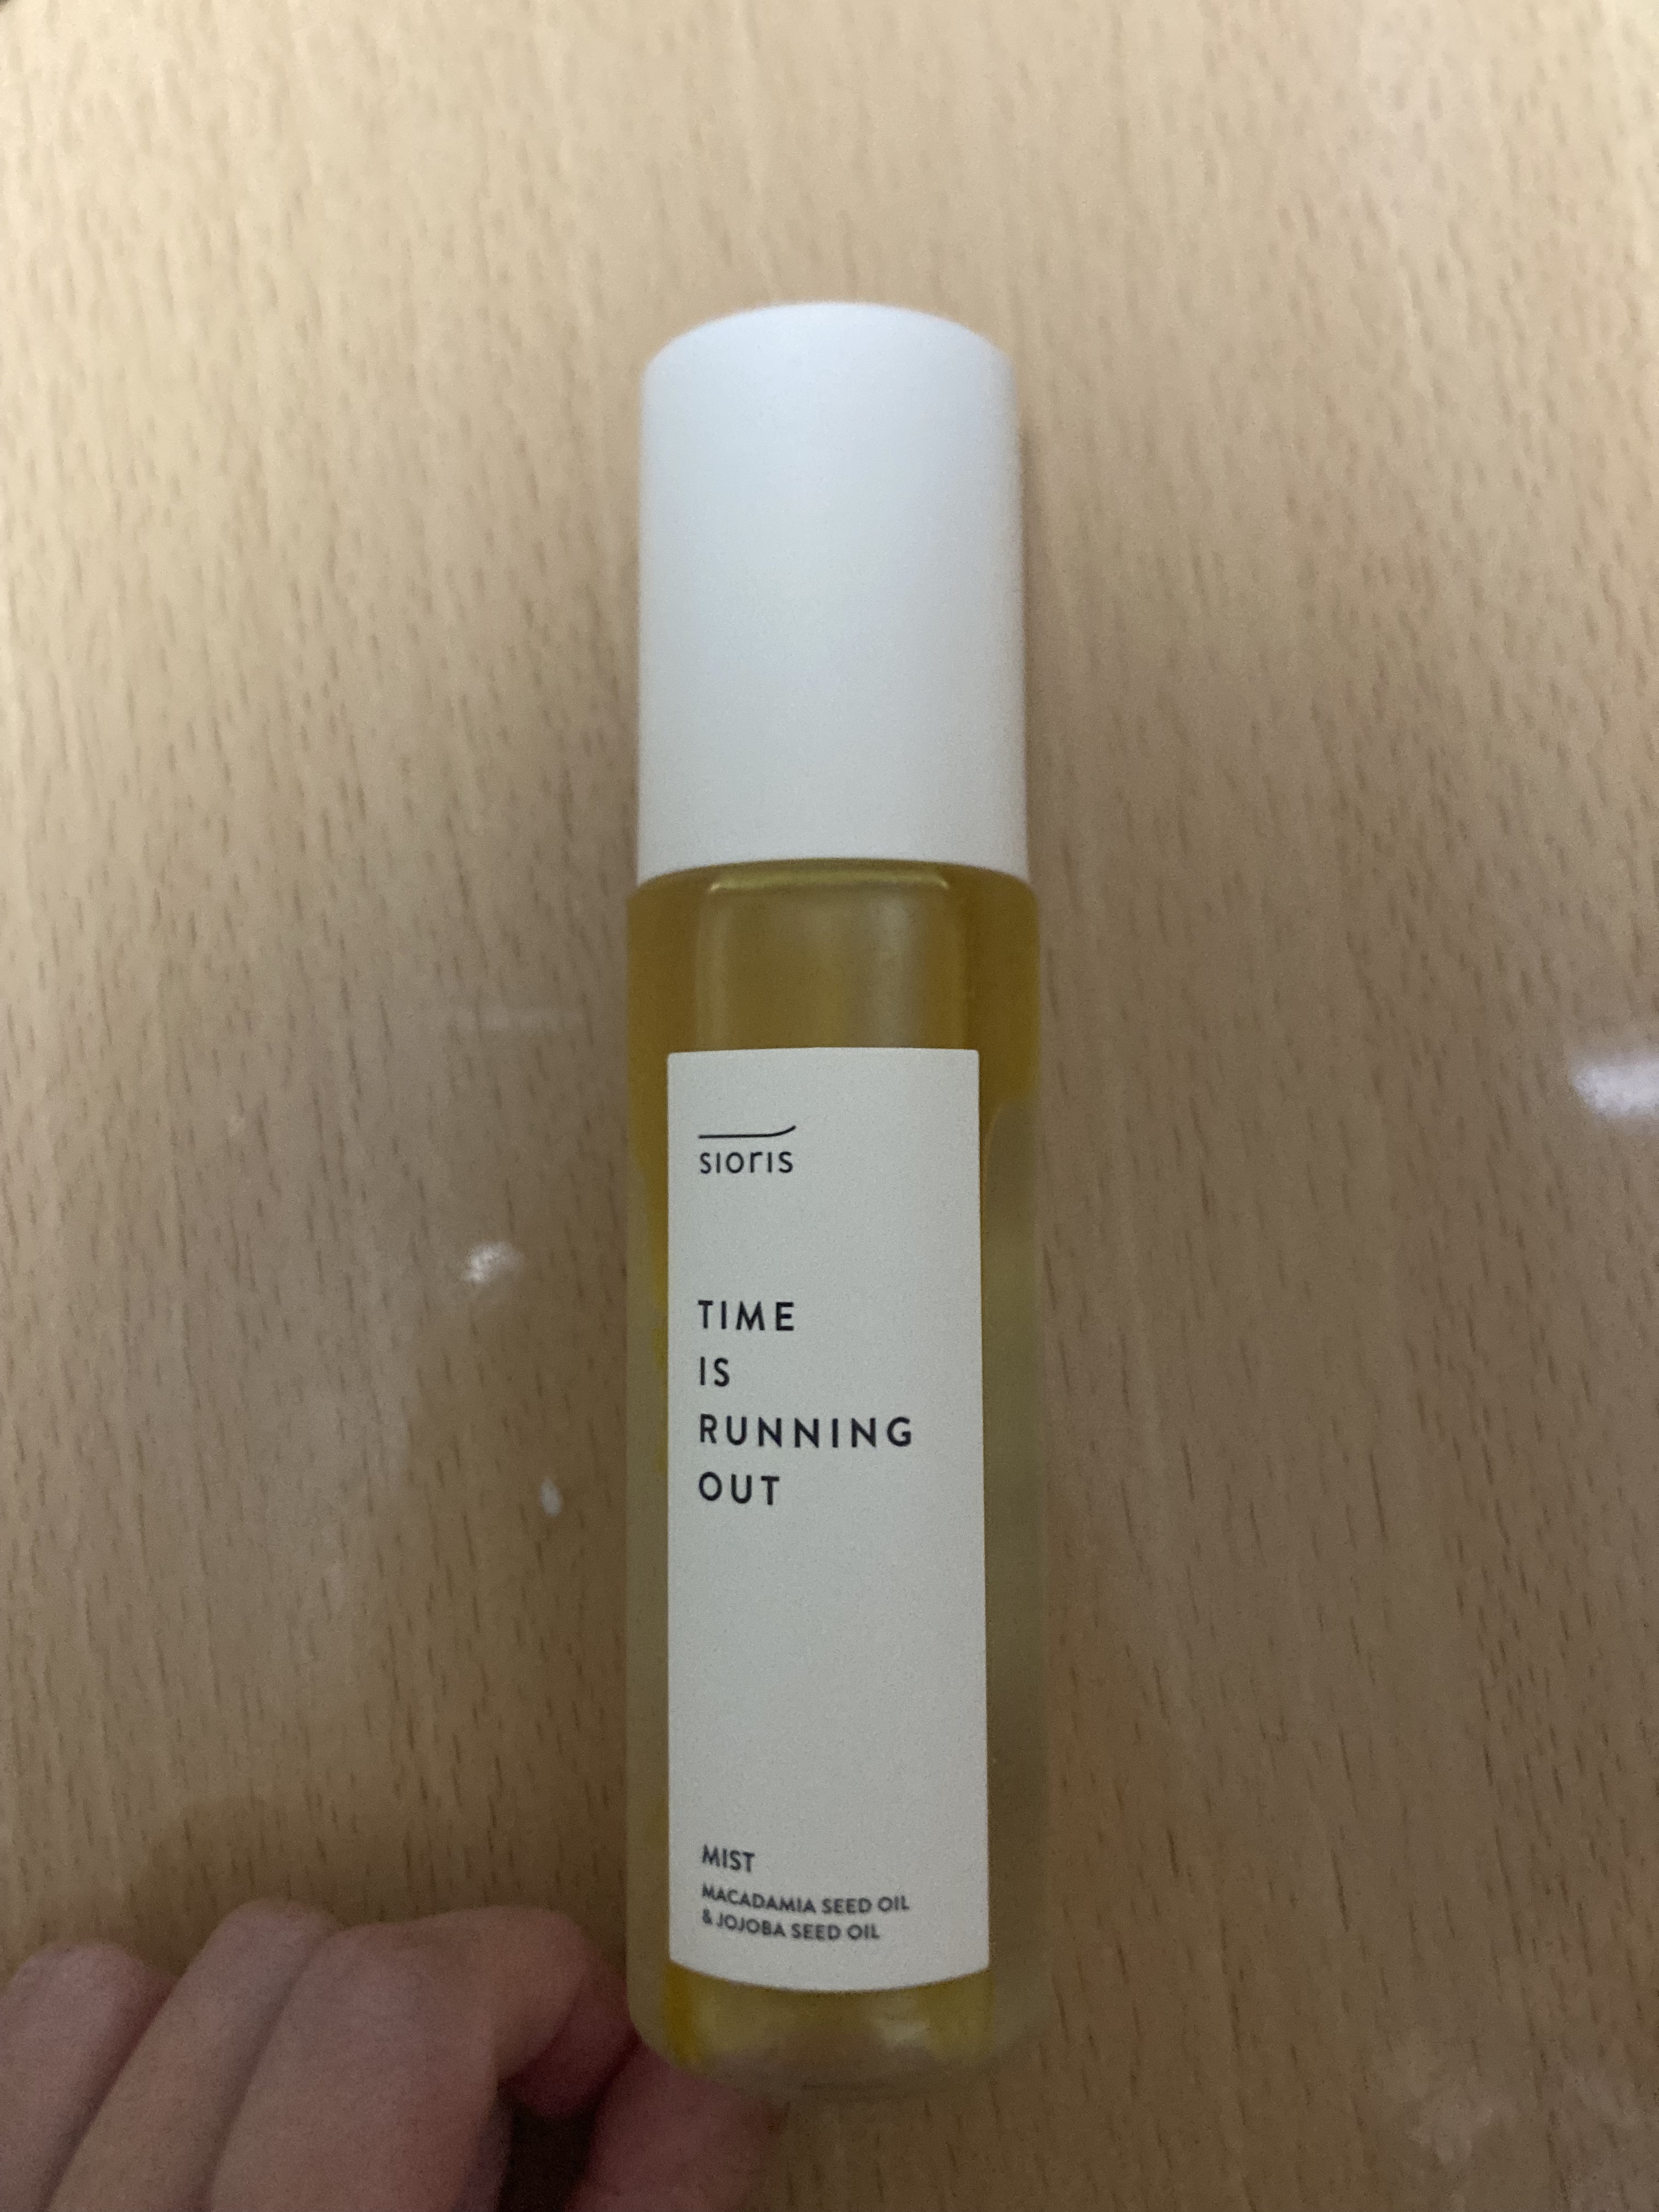 sioris
TIME
IS
RUNNING
OUT
MIST
MACADAMIA SEED OIL
& JOJOBA SEED OIL